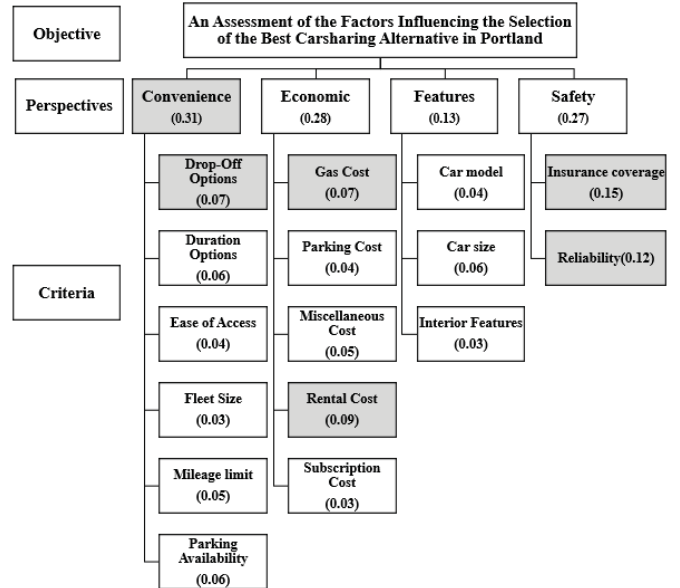 Objective
An Assessment of the Factors Influencing the Selection
of the Best Carsharing Alternative in Portland
Perspectives
Convenience
(0.31)
Economic
(0.28)
Features
(0.13)
Safety
(0.27)
Criteria
Drop-Off
Options
(0.07)
Duration
Options
(0.06)
Ease of Access
(0.04)
Fleet Size
(0.03)
Mileage limit
(0.05)
Parking
Availability
(0.06)
Gas Cost
(0.07)
Parking Cost
(0.04)
Miscellaneous
Cost
(0.05)
Rental Cost
(0.09)
Subscription
Cost
(0.03)
Car model
(0.04)
Car size
(0.06)
Interior Features
(0.03)
Insurance coverage
(0.15)
Reliability(0.12)